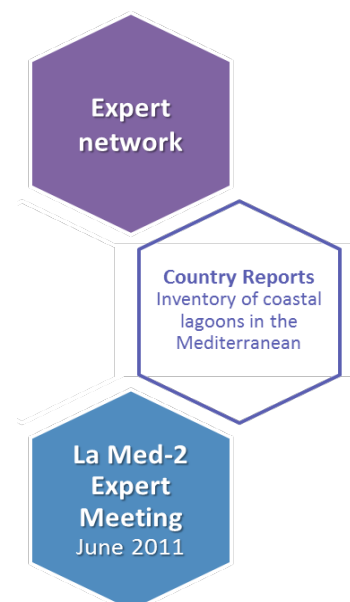 Expert
network
Country Reports
Inventory of coastal
lagoons in the
Mediterranean
La Med-2
Expert
Meeting
June 2011